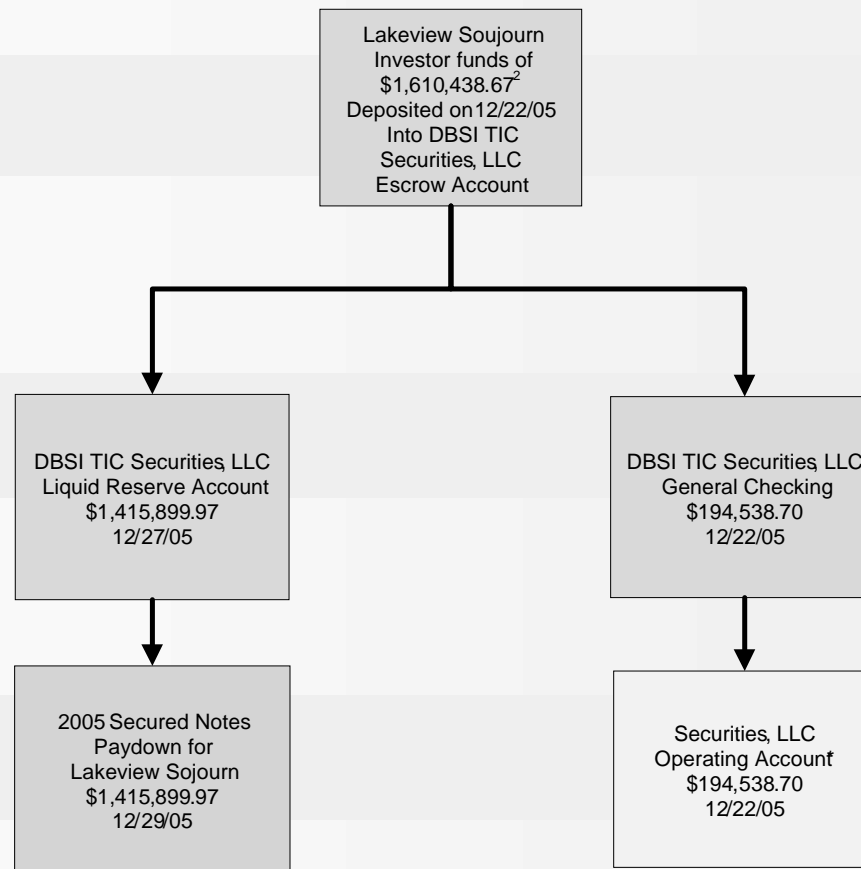 Lakeview Soujourn
Investor funds of
$1,610,438.67²
Deposited on 12/22/05
Into DBSI TIC
Securities, LLC
Escrow Account
DBSI TIC Securities, LLC
Liquid Reserve Account
$1,415,899.97
12/27/05
DBSI TIC Securities, LLC
General Checking
$194,538.70
12/22/05
2005 Secured Notes
Paydown for
Lakeview Sojourn
$1,415,899.97
12/29/05
Securities, LLC
Operating Account*
$194,538.70
12/22/05